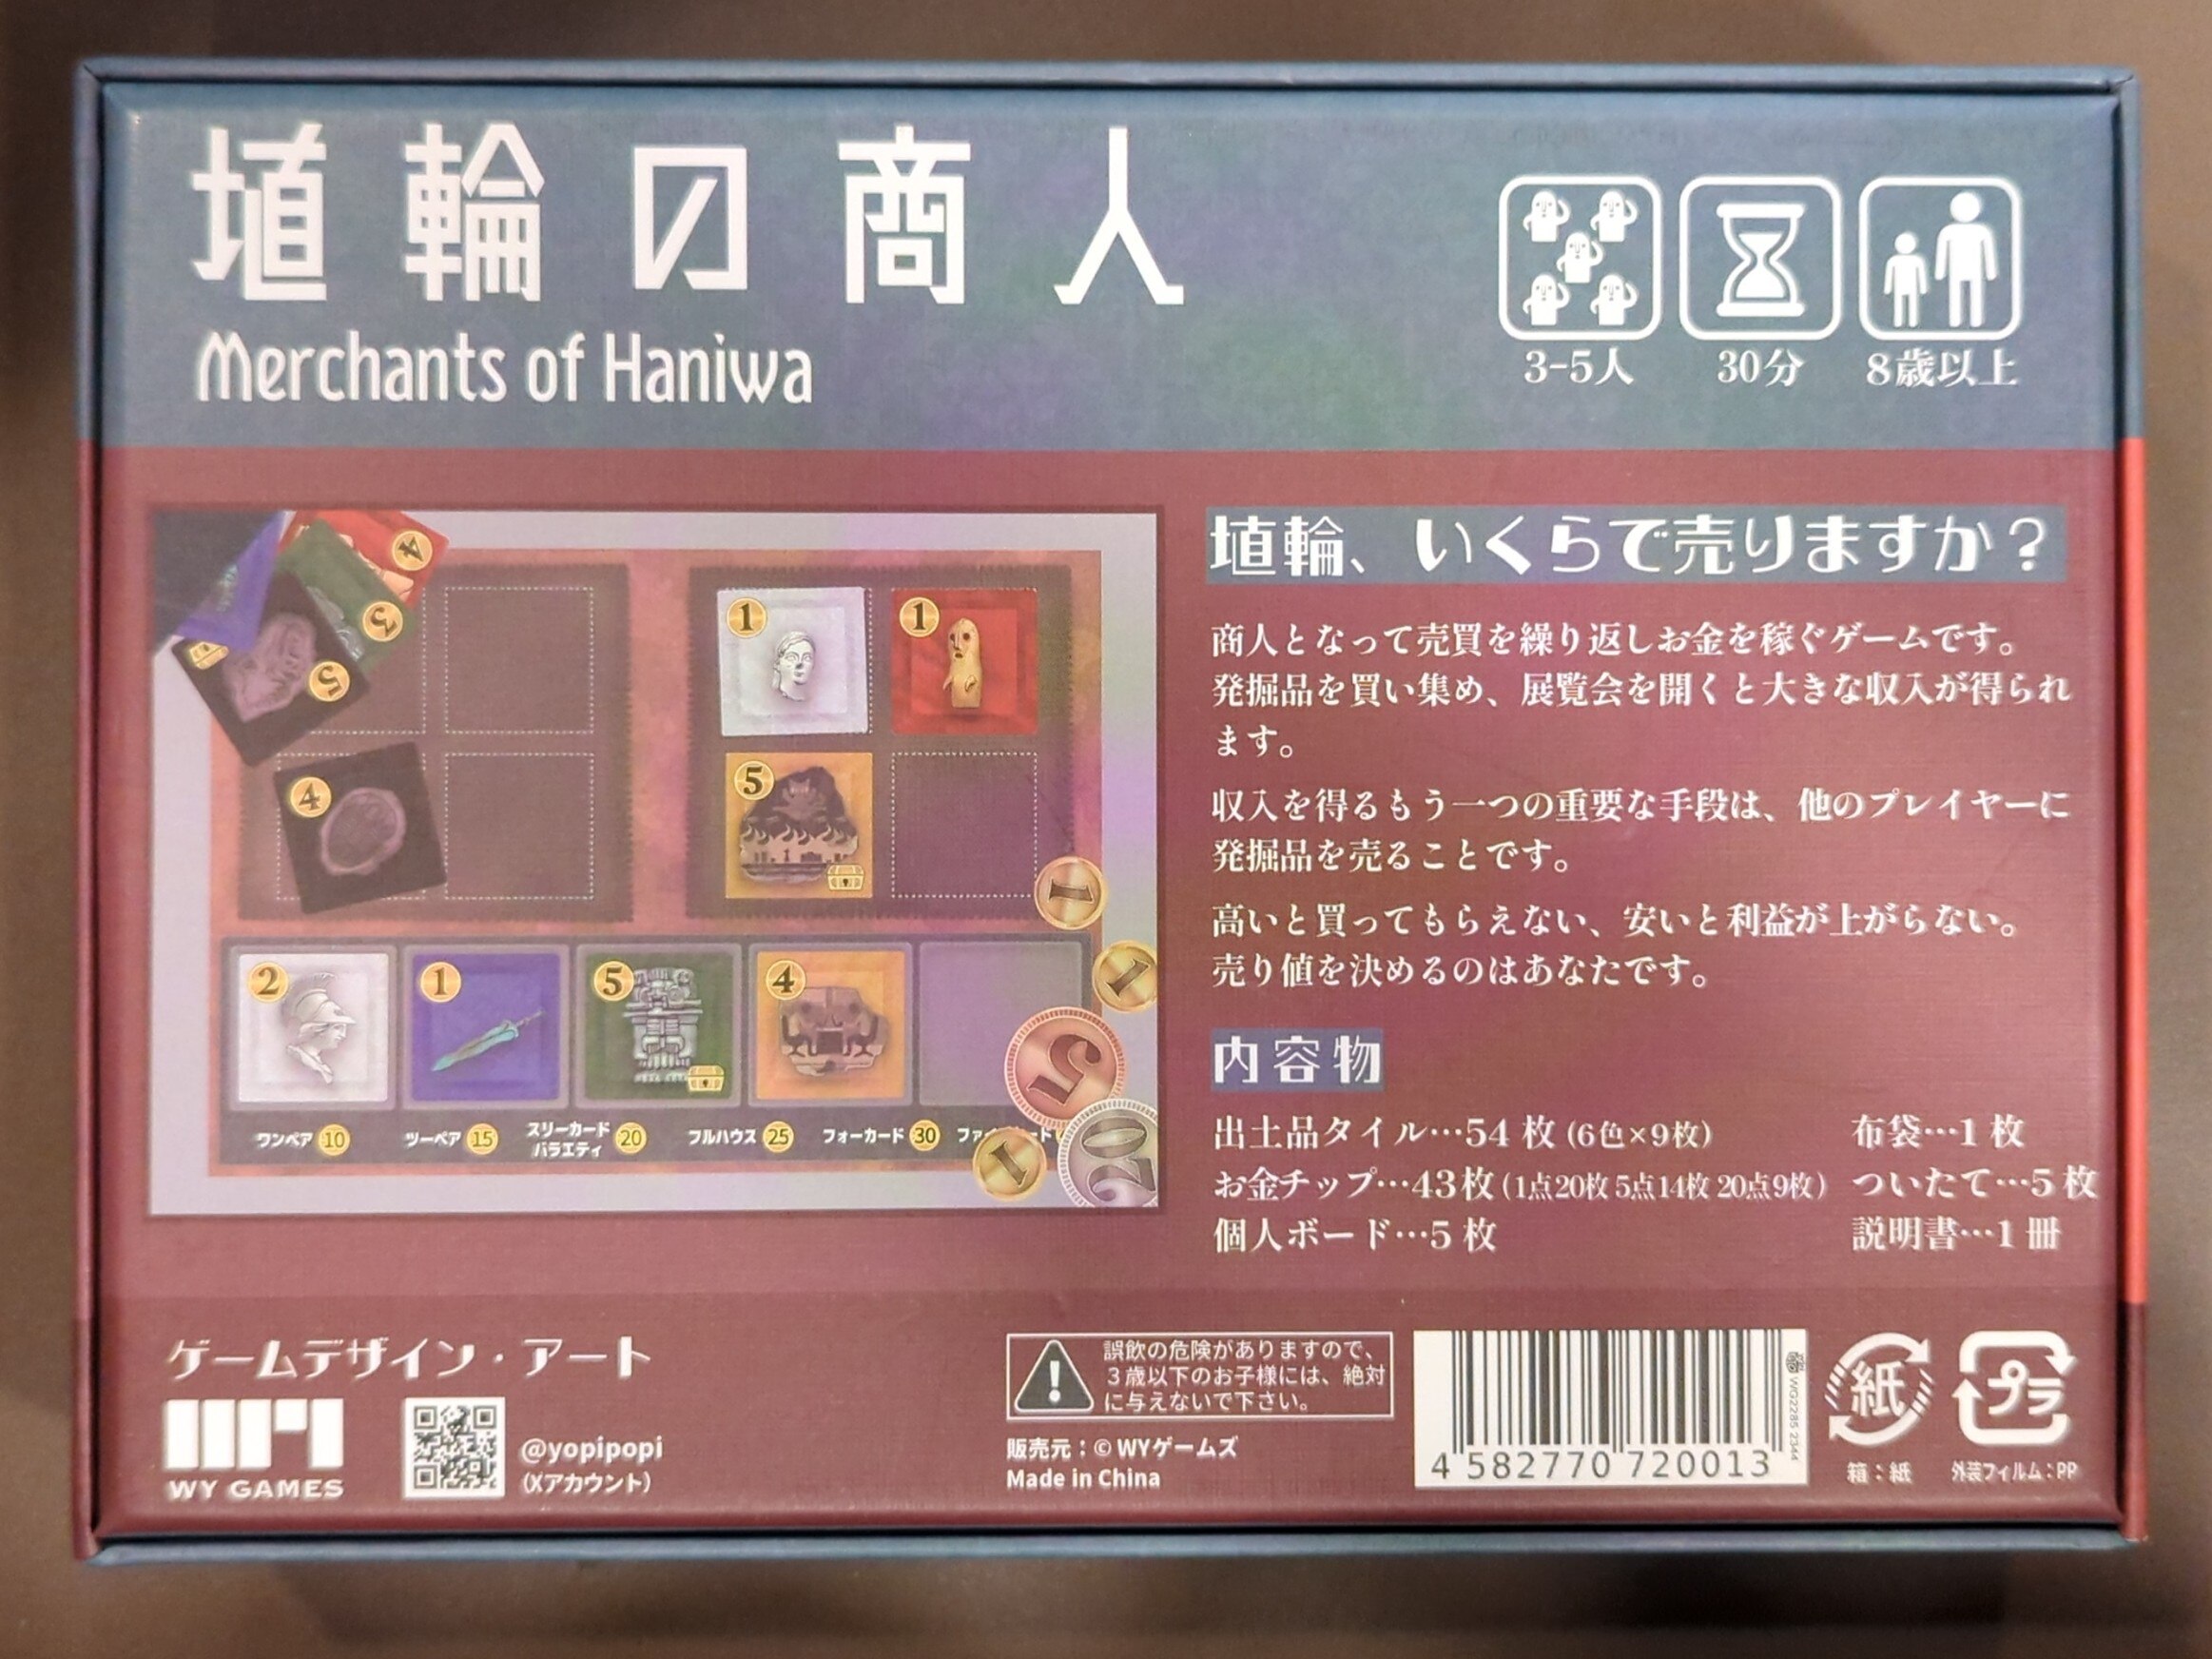 埴輪の商人
Merchants of Haniwa
3-5人
30分
8歳以上
4
3
5
4
1
1
5
2
1
5
4
1
1
5
20
1
ワンペア 10
ツーペア 15
スリーカード
バラエティ 20
フルハウス 25
フォーカード 30
埴輪、いくらで売りますか?
商人となって売買を繰り返しお金を稼ぐゲームです。
発掘品を買い集め、展覧会を開くと大きな収入が得られ
ます。
収入を得るもう一つの重要な手段は、他のプレイヤーに
発掘品を売ることです。
高いと買ってもらえない、安いと利益が上がらない。
売り値を決めるのはあなたです。
内容物
出土品タイル…54 枚 (6色×9枚)
お金チップ…43枚 (1点20枚 5点14枚 20点9枚)
個人ボード…5 枚
布袋…1 枚
ついたて…5 枚
説明書…1 冊
ゲームデザイン・アート
WY GAMES
@yopipopi
(Xアカウント)
誤飲の危険がありますので、
3歳以下のお子様には、絶対
に与えないで下さい。
販売元:© WYゲームズ
Made in China
4 582770 720013
WG2285 2344
紙
箱:紙
プラ
外装フィルム:PP